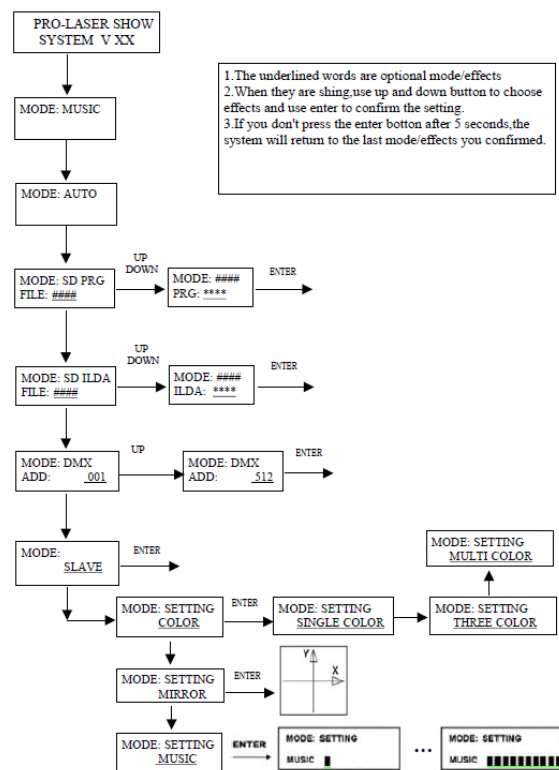 PRO-LASER SHOW
SYSTEM V XX
1.The underlined words are optional mode/effects
2.When they are shing,use up and down button to choose
effects and use enter to confirm the setting.
3.If you don't press the enter botton after 5 seconds,the
system will return to the last mode/effects you confirmed.
MODE: MUSIC
MODE: AUTO
MODE: SD PRG
FILE: ####
UP
DOWN
MODE: ####
PRG: ****
ENTER
MODE: SD ILDA
FILE: ####
UP
DOWN
MODE: ####
ILDA: ****
ENTER
MODE: DMX
ADD: 001
UP
MODE: DMX
ADD: 512
ENTER
MODE:
SLAVE
ENTER
MODE: SETTING
MULTI COLOR
MODE: SETTING
COLOR
ENTER
MODE: SETTING
SINGLE COLOR
MODE: SETTING
THREE COLOR
MODE: SETTING
MIRROR
ENTER
Y
X
MODE: SETTING
MUSIC
ENTER
MODE: SETTING
MUSIC
...
MODE: SETTING
MUSIC